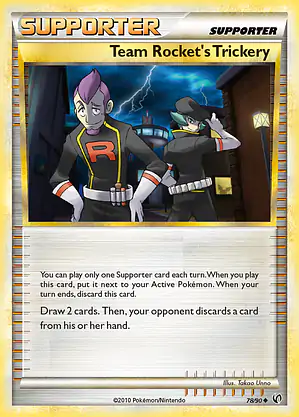 SUPPORTER SUPPORTER
Team Rocket's Trickery
R
You can play only one Supporter card each turn. When you play
this card, put it next to your Active Pokémon. When your
turn ends, discard this card.
Draw 2 cards. Then, your opponent discards a card
from his or her hand.
Illus. Takao Unno
©2010 Pokémon/Nintendo 78/90